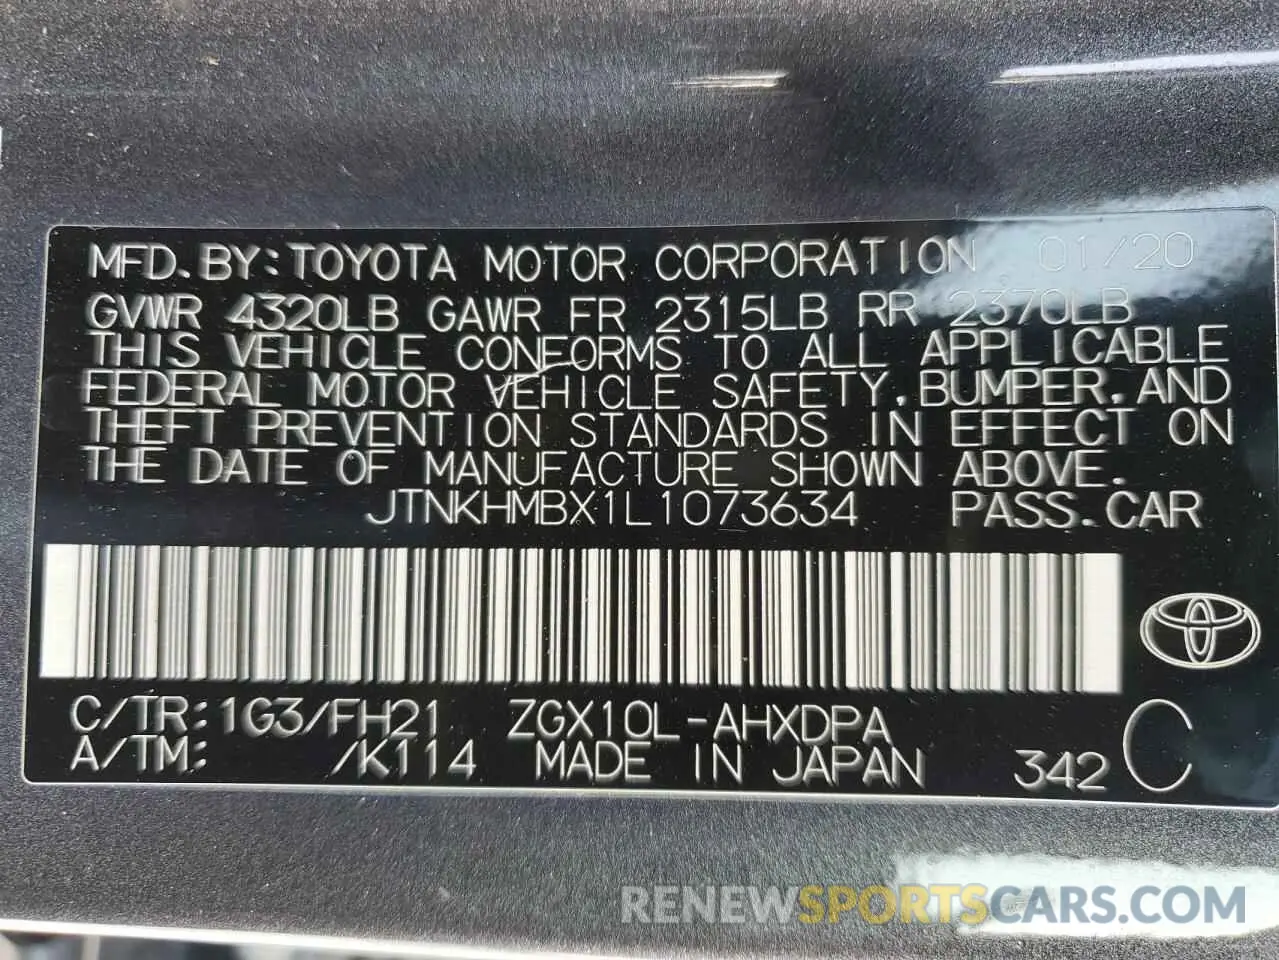 MFD. BY: TOYOTA MOTOR CORPORATION 01/20
GVWR 4320LB GAWR FR 2315LB RR 2370LB
THIS VEHICLE CONFORMS TO ALL APPLICABLE
FEDERAL MOTOR VEHICLE SAFETY, BUMPER, AND
THEFT PREVENTION STANDARDS IN EFFECT ON
THE DATE OF MANUFACTURE SHOWN ABOVE.
JTNKHMBX1L1073634 PASS. CAR
C/TR: 1G3/FH21 ZGX10L-AHXDPA C
A/TM: /K114 MADE IN JAPAN 342
RENEWSPORTSCARS.COM